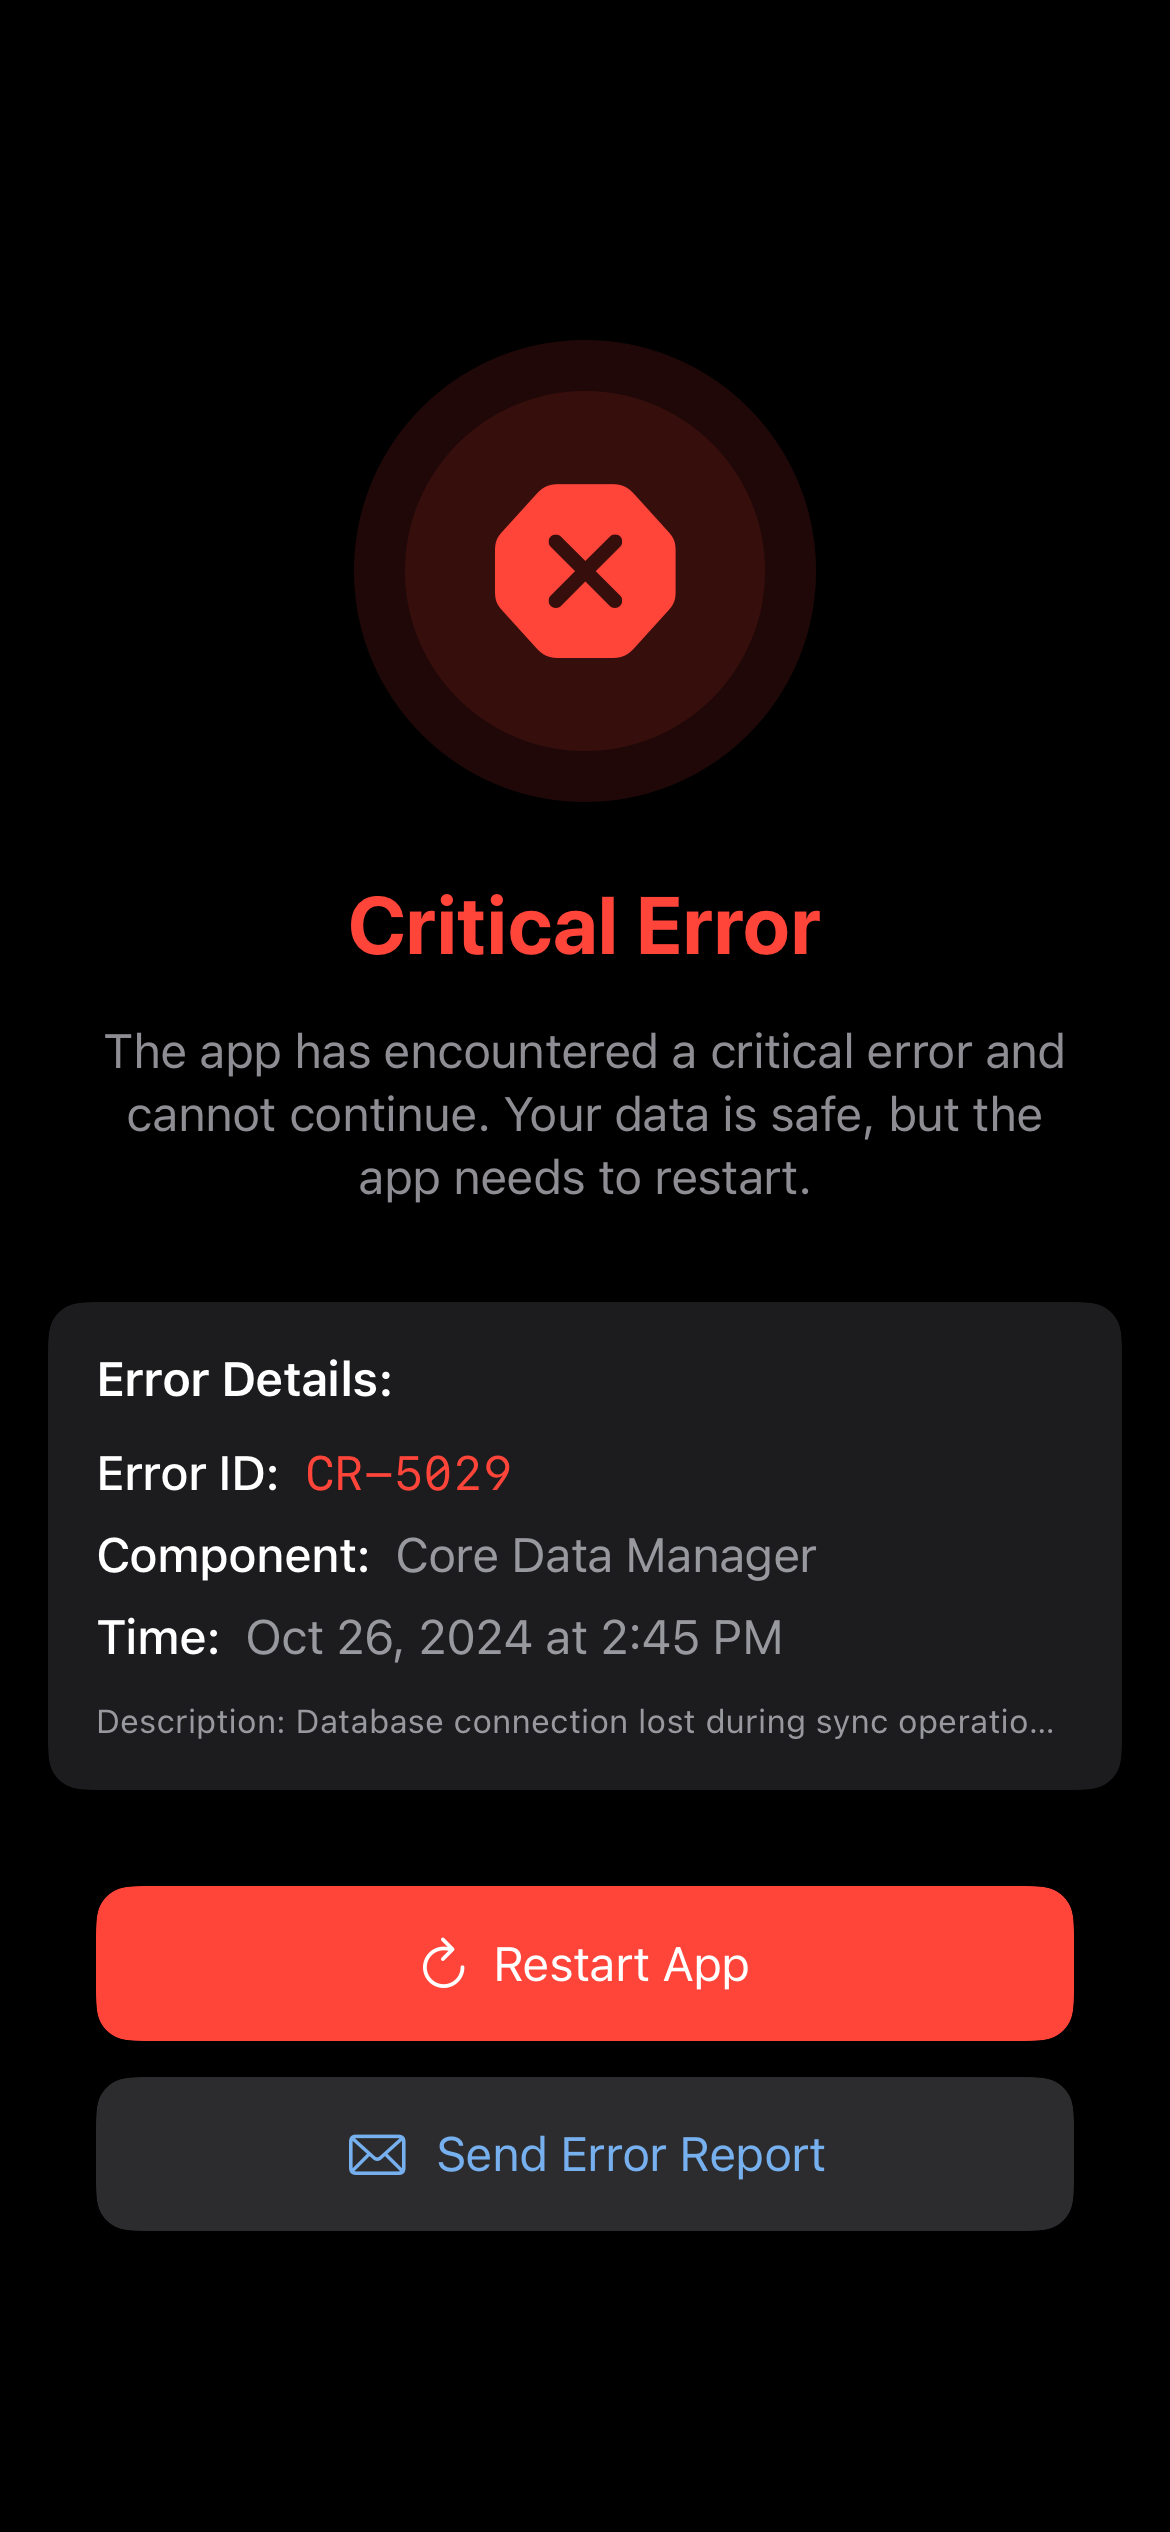 Critical Error
The app has encountered a critical error and
cannot continue. Your data is safe, but the
app needs to restart.
Error Details:
Error ID: CR-5029
Component: Core Data Manager
Time: Oct 26, 2024 at 2:45 PM
Description: Database connection lost during sync operatio...
Restart App
Send Error Report